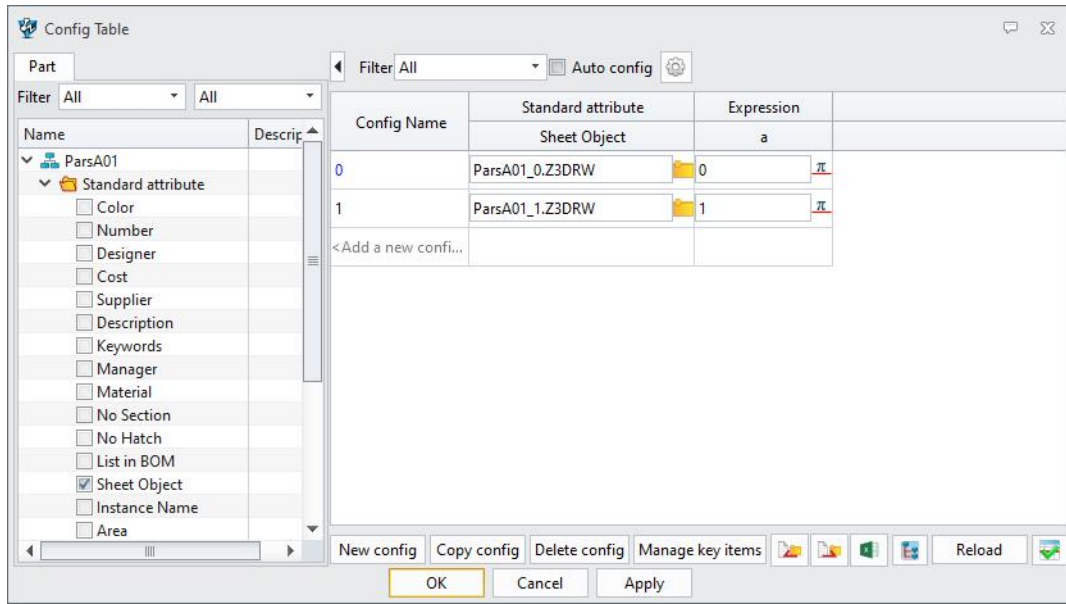 Config Table
Part
Filter All All
Name Descrip
ParsA01
Standard attribute
Color
Number
Designer
Cost
Supplier
Description
Keywords
Manager
Material
No Section
No Hatch
List in BOM
Sheet Object
Instance Name
Area
Filter All Auto config
Config Name Standard attribute Expression
Sheet Object a
0 ParsA01_0.Z3DRW 0 π
1 ParsA01_1.Z3DRW 1 π
<Add a new confi...
New config Copy config Delete config Manage key items Reload
OK Cancel Apply